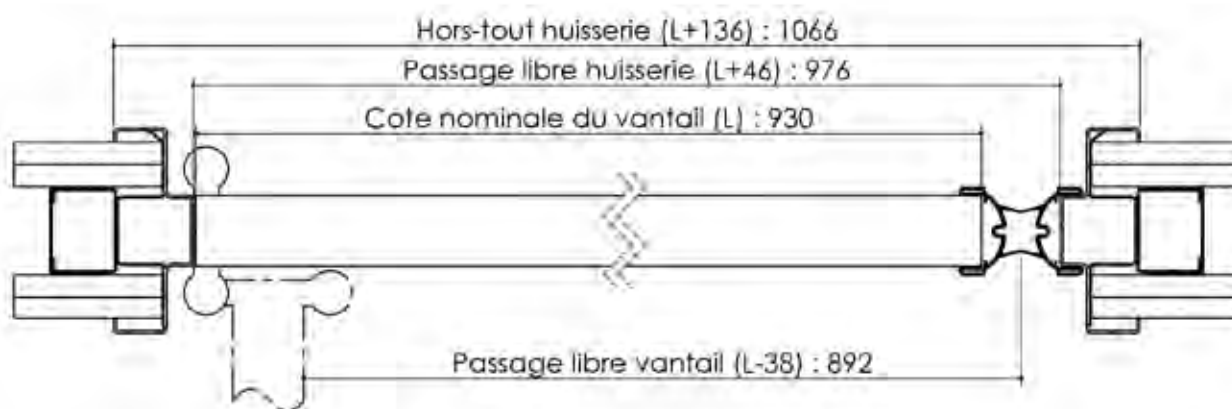 Hors-tout huisserie (L+136) : 1066
Passage libre huisserie (L+46) : 976
Cote nominale du vantail (L) : 930
Passage libre vantail (L-38) : 892